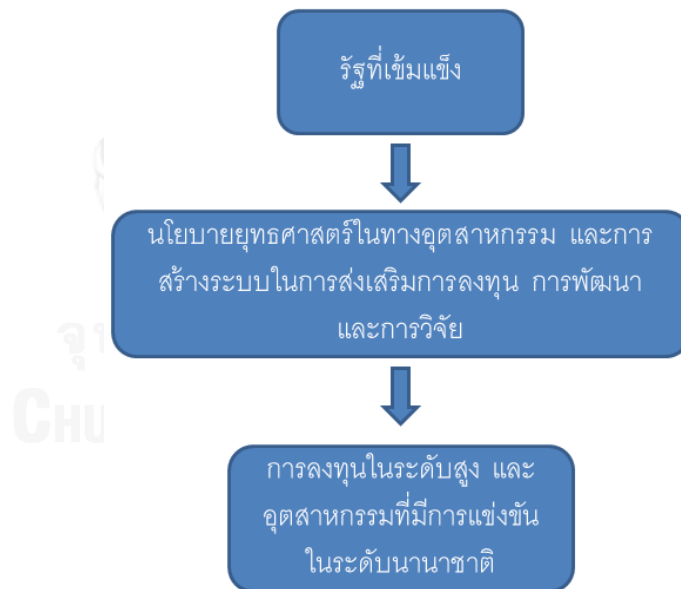 รัฐที่เข้มแข็ง
นโยบายยุทธศาสตร์ในทางอุตสาหกรรม และการ
สร้างระบบในการส่งเสริมการลงทุน การพัฒนา
และการวิจัย
การลงทุนในระดับสูง และ
อุตสาหกรรมที่มีการแข่งขัน
ในระดับนานาชาติ